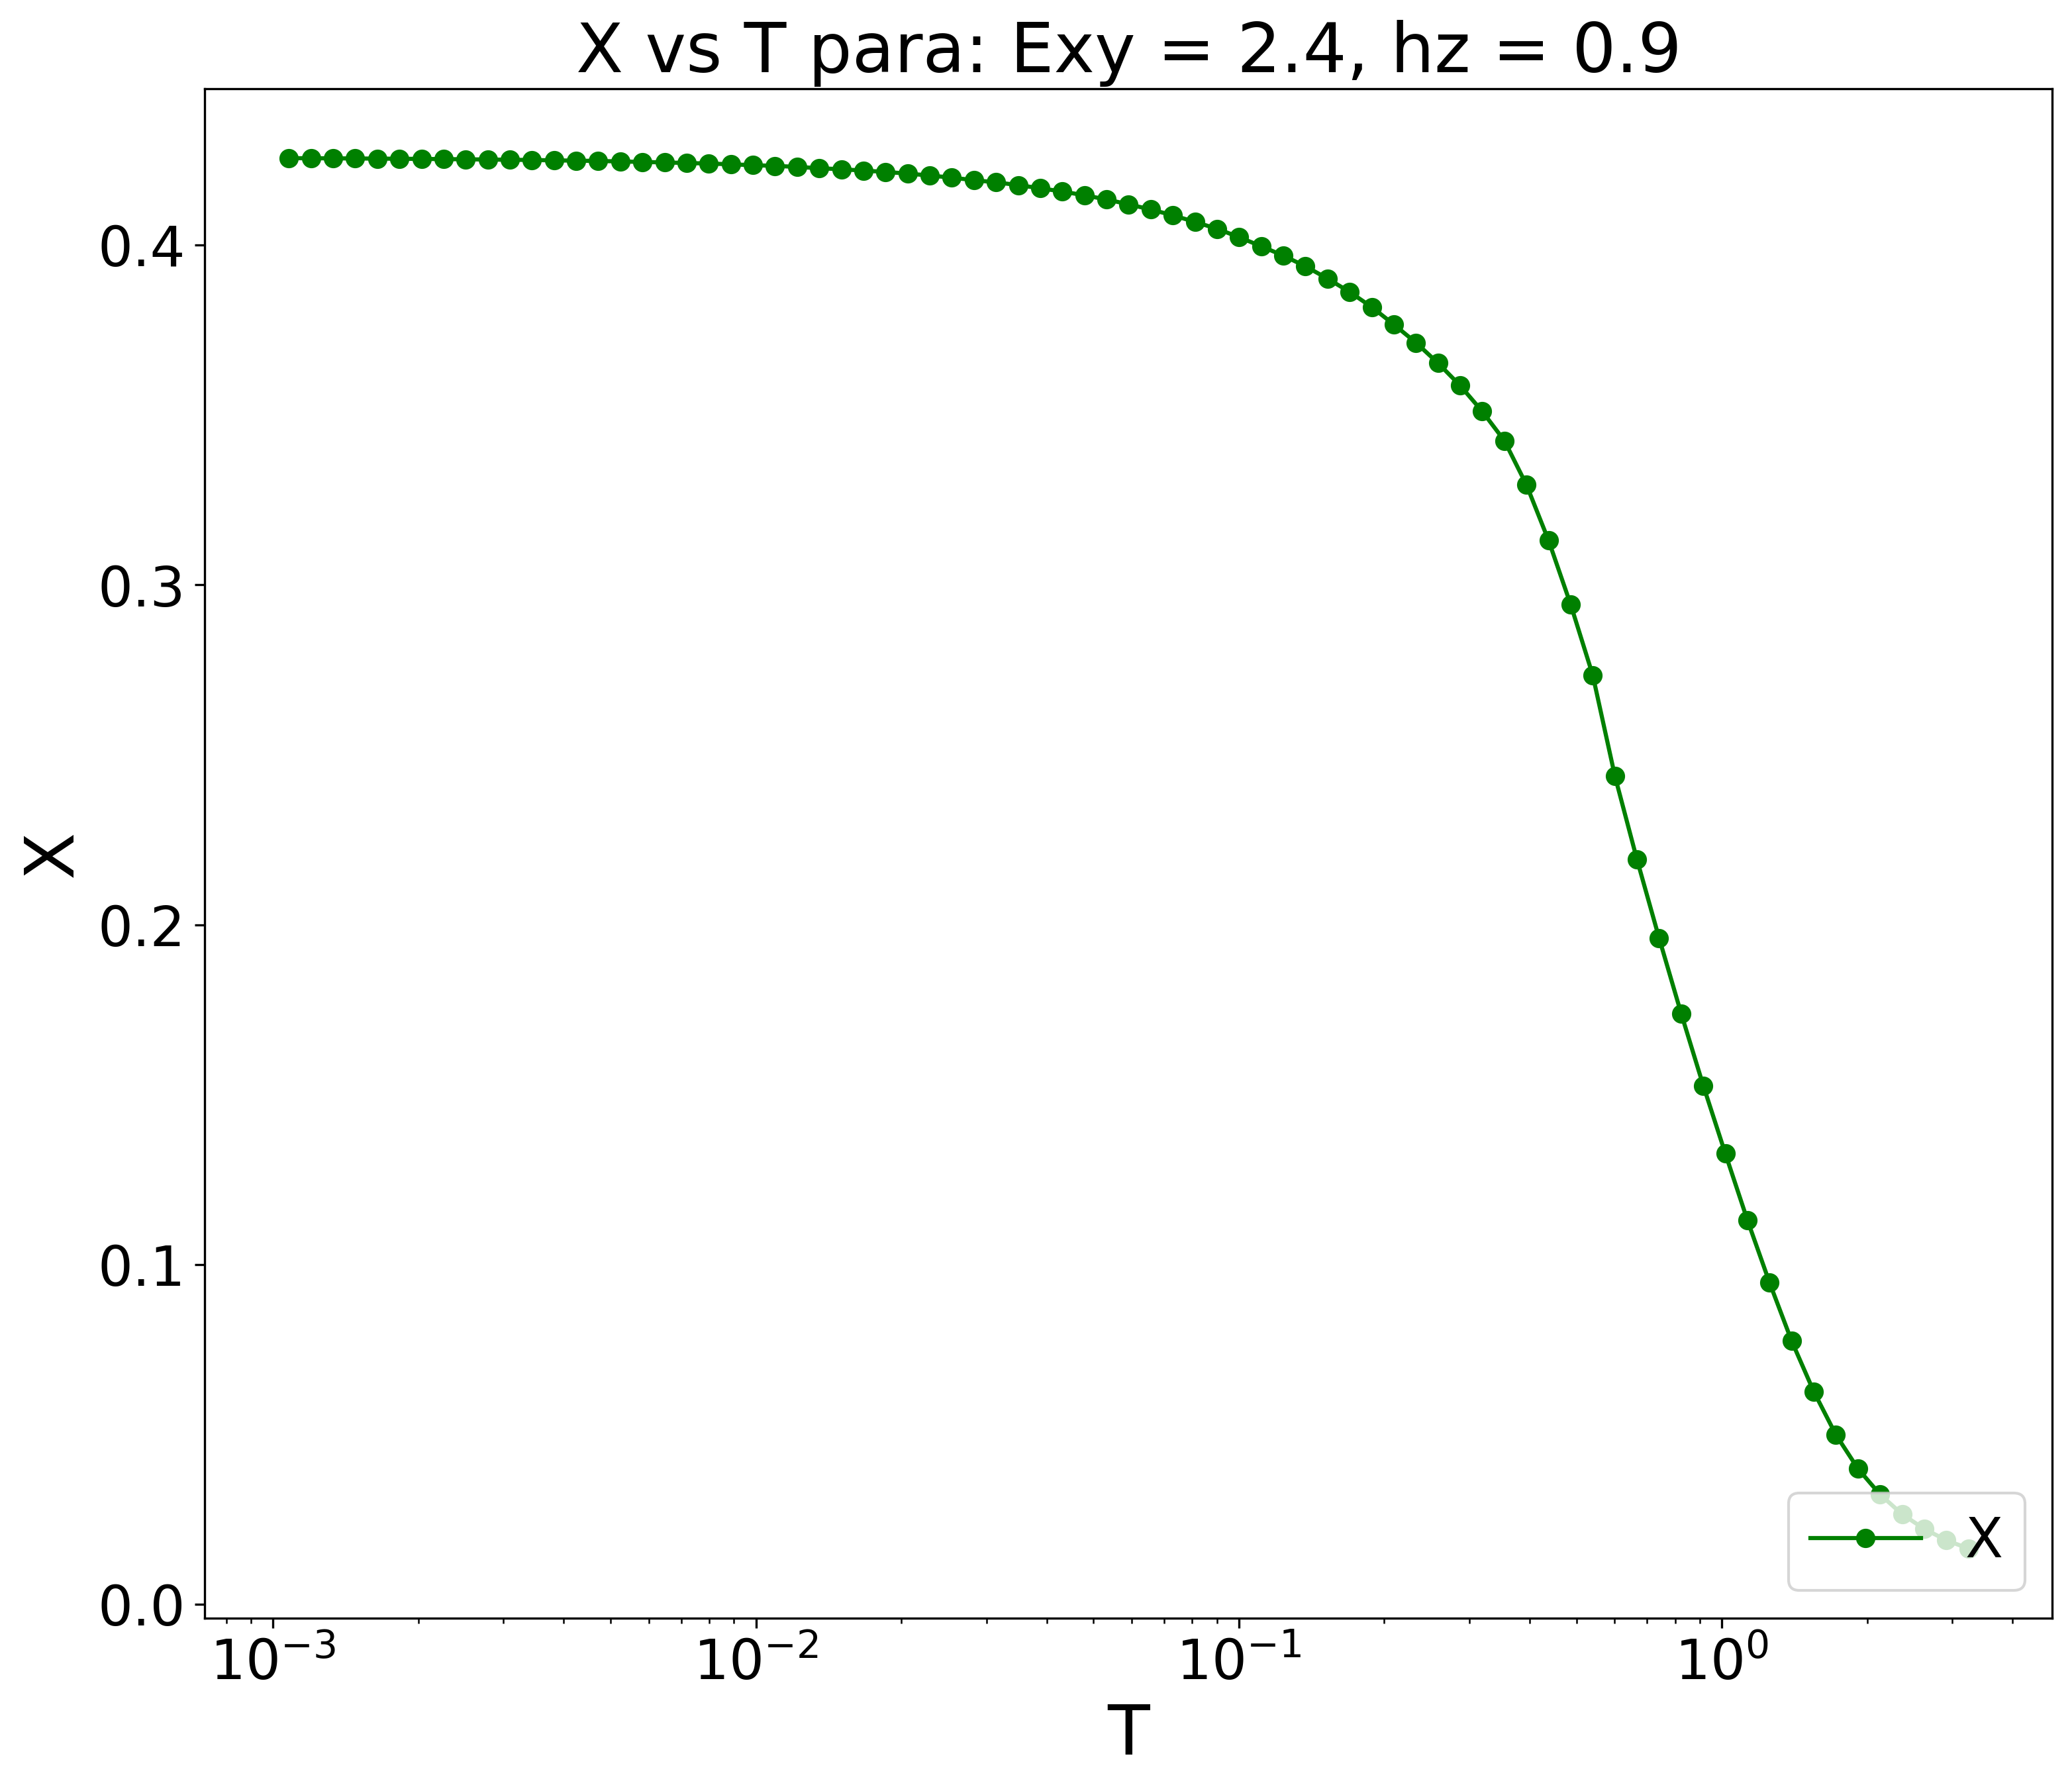 X vs T para: Exy = 2.4, hz = 0.9
X
0.4
0.3
0.2
0.1
0.0
10⁻³ 10⁻² 10⁻¹ 10⁰
T
X